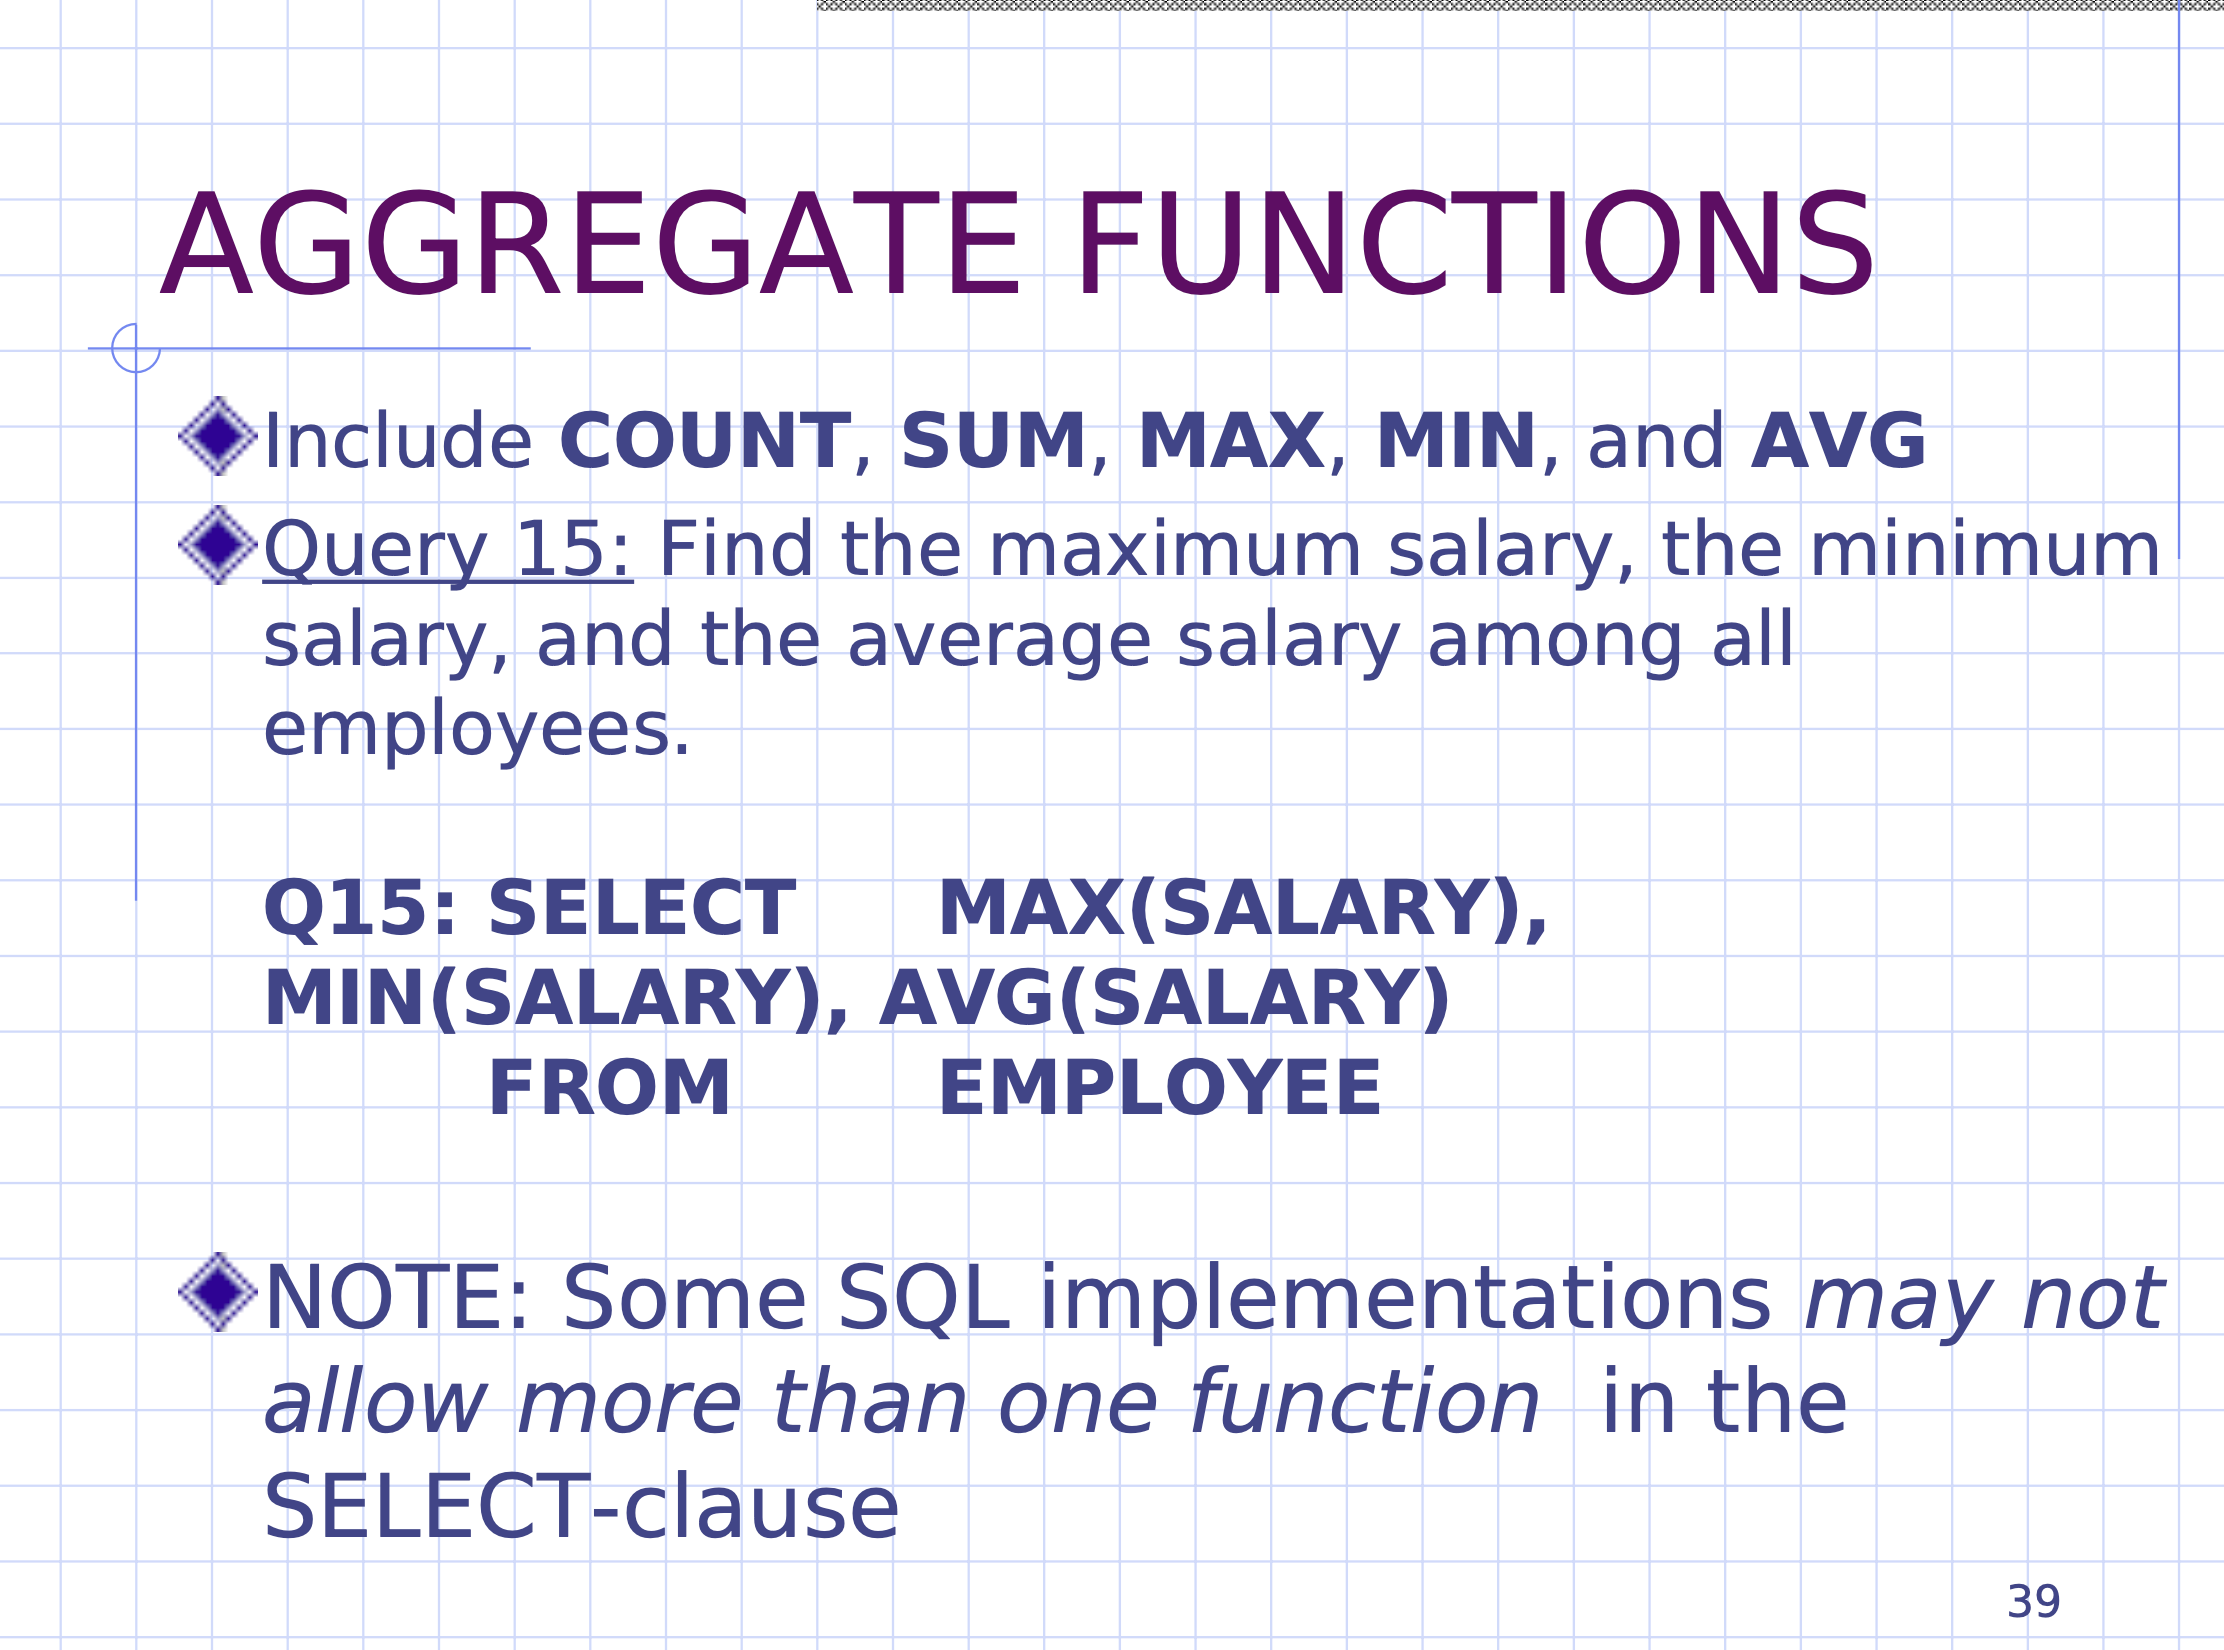 AGGREGATE FUNCTIONS
Include COUNT, SUM, MAX, MIN, and AVG
Query 15: Find the maximum salary, the minimum
salary, and the average salary among all
employees.
Q15: SELECT MAX(SALARY),
MIN(SALARY), AVG(SALARY)
FROM EMPLOYEE
NOTE: Some SQL implementations may not
allow more than one function in the
SELECT-clause
39